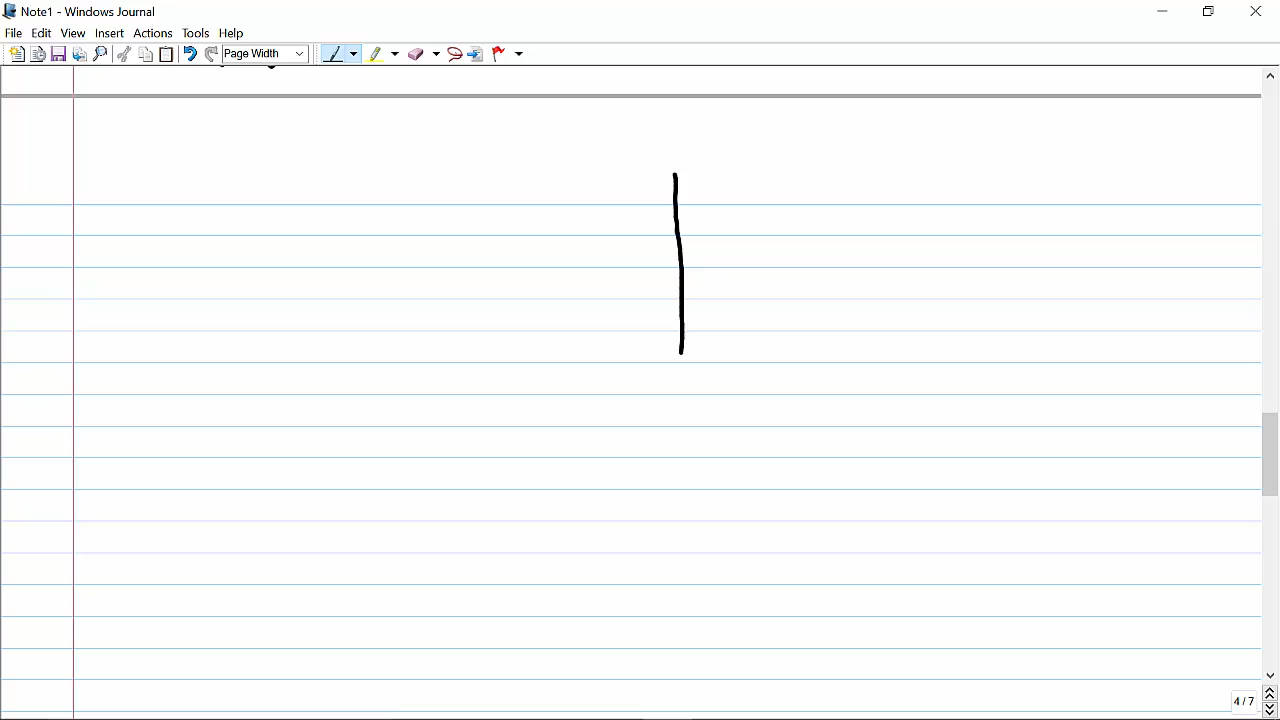 Note1 - Windows Journal
File Edit View Insert Actions Tools Help
Page Width
4 / 7